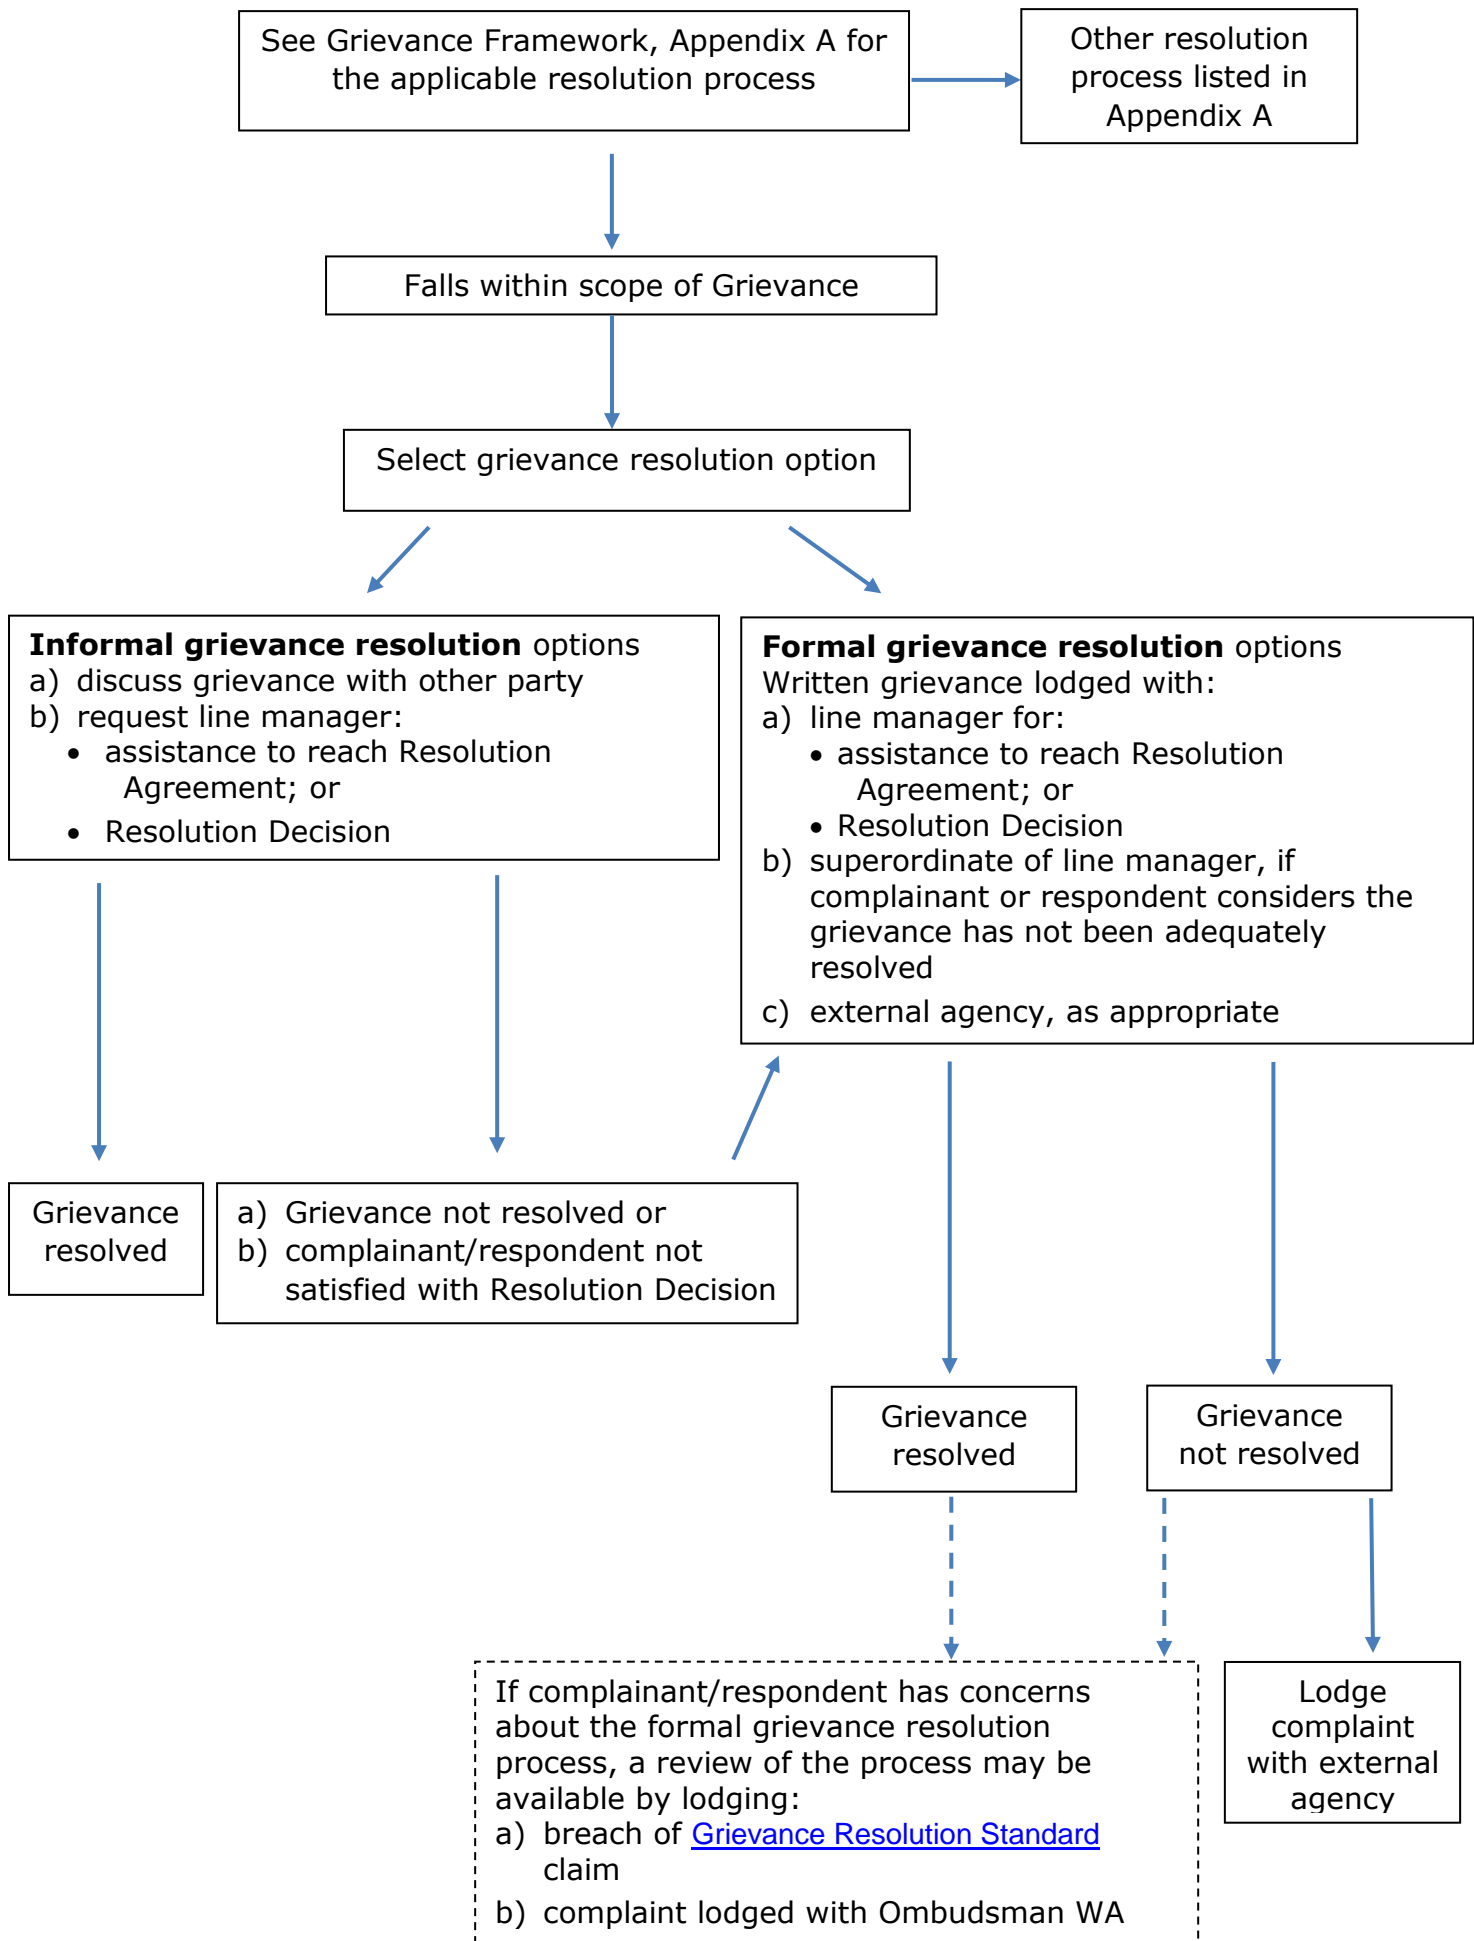 See Grievance Framework, Appendix A for
the applicable resolution process
Other resolution
process listed in
Appendix A
Falls within scope of Grievance
Select grievance resolution option
Informal grievance resolution options
a) discuss grievance with other party
b) request line manager:
• assistance to reach Resolution
Agreement; or
• Resolution Decision
Formal grievance resolution options
Written grievance lodged with:
a) line manager for:
• assistance to reach Resolution
Agreement; or
• Resolution Decision
b) superordinate of line manager, if
complainant or respondent considers the
grievance has not been adequately
resolved
c) external agency, as appropriate
Grievance
resolved
a) Grievance not resolved or
b) complainant/respondent not
satisfied with Resolution Decision
Grievance
resolved
Grievance
not resolved
If complainant/respondent has concerns
about the formal grievance resolution
process, a review of the process may be
available by lodging:
a) breach of Grievance Resolution Standard
claim
b) complaint lodged with Ombudsman WA
Lodge
complaint
with external
agency